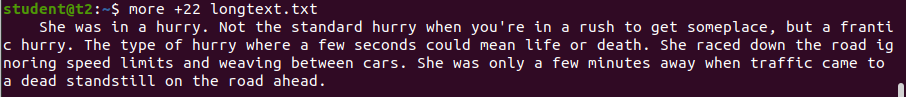 student@t2:~$ more +22 longtext.txt
    She was in a hurry. Not the standard hurry when you're in a rush to get someplace, but a franti
c hurry. The type of hurry where a few seconds could mean life or death. She raced down the road ig
noring speed limits and weaving between cars. She was only a few minutes away when traffic came to
a dead standstill on the road ahead.